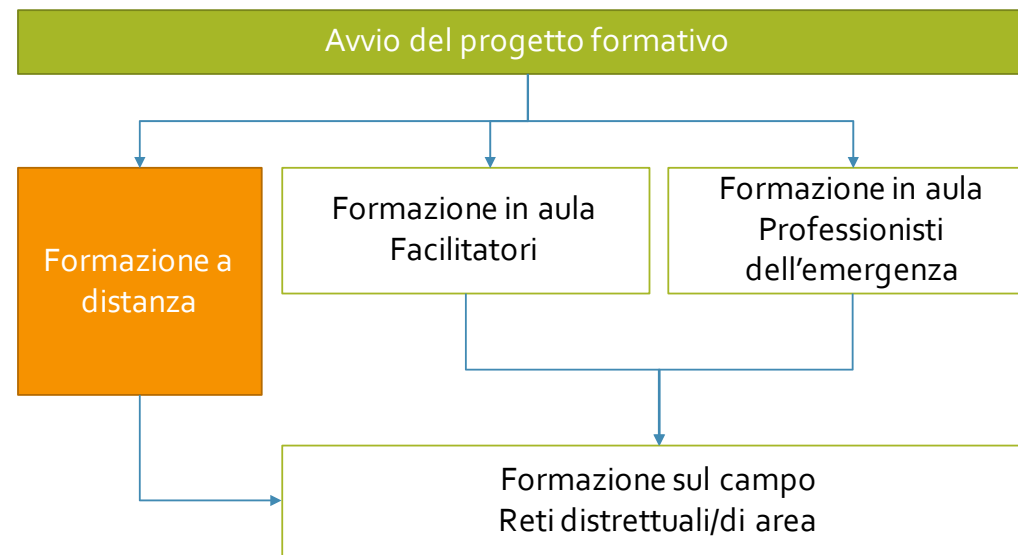 Avvio del progetto formativo
Formazione a
distanza
Formazione in aula
Facilitatori
Formazione in aula
Professionisti
dell'emergenza
Formazione sul campo
Reti distrettuali/di area